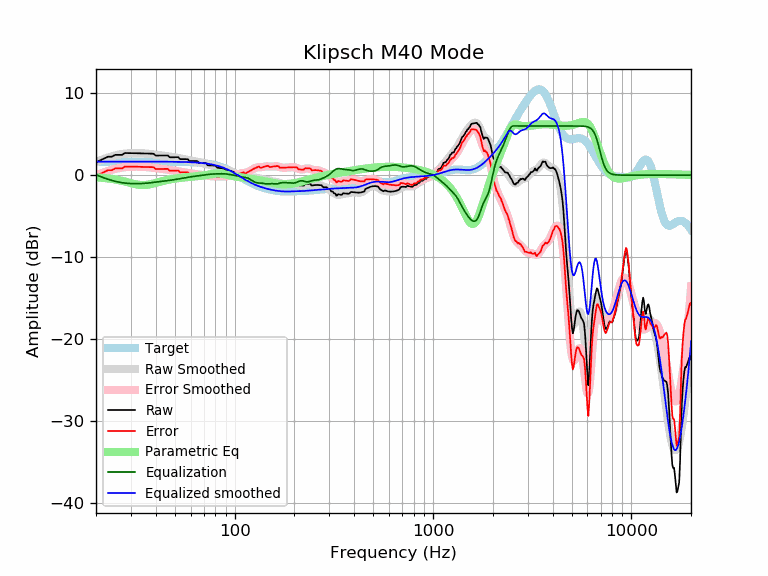 Klipsch M40 Mode
Amplitude (dBr)
10
0
−10
−20
−30
−40
Target
Raw Smoothed
Error Smoothed
Raw
Error
Parametric Eq
Equalization
Equalized smoothed
100 1000 10000
Frequency (Hz)